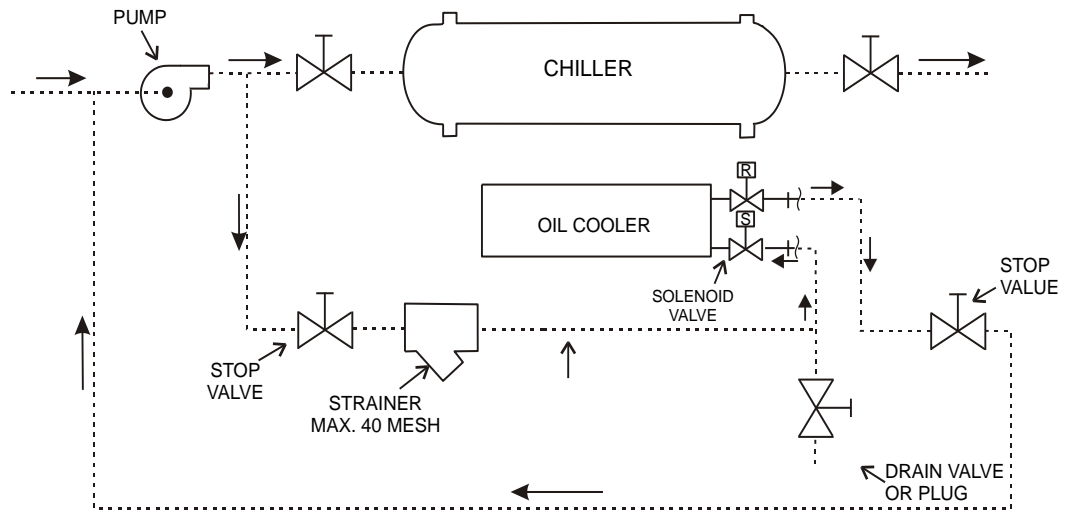 PUMP
CHILLER
R
OIL COOLER
S
SOLENOID
VALVE
STOP
VALUE
STOP
VALVE
STRAINER
MAX. 40 MESH
DRAIN VALVE
OR PLUG